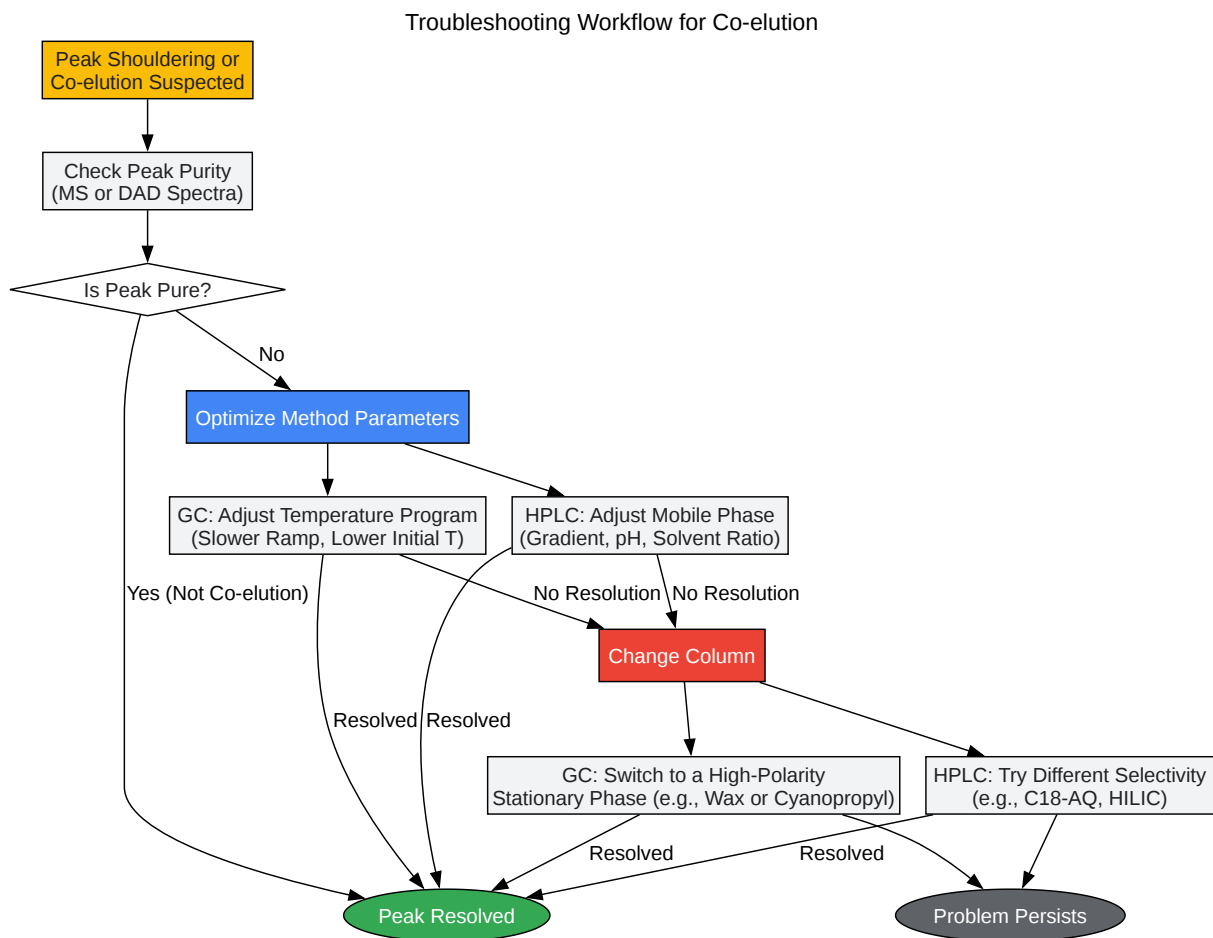 Troubleshooting Workflow for Co-elution
Peak Shouldering or
Co-elution Suspected
Check Peak Purity
(MS or DAD Spectra)
Is Peak Pure?
No
Optimize Method Parameters
GC: Adjust Temperature Program
(Slower Ramp, Lower Initial T)
HPLC: Adjust Mobile Phase
(Gradient, pH, Solvent Ratio)
Yes (Not Co-elution)
No Resolution
No Resolution
Change Column
Resolved
Resolved
GC: Switch to a High-Polarity
Stationary Phase (e.g., Wax or Cyanopropyl)
HPLC: Try Different Selectivity
(e.g., C18-AQ, HILIC)
Resolved
Resolved
Peak Resolved
Problem Persists